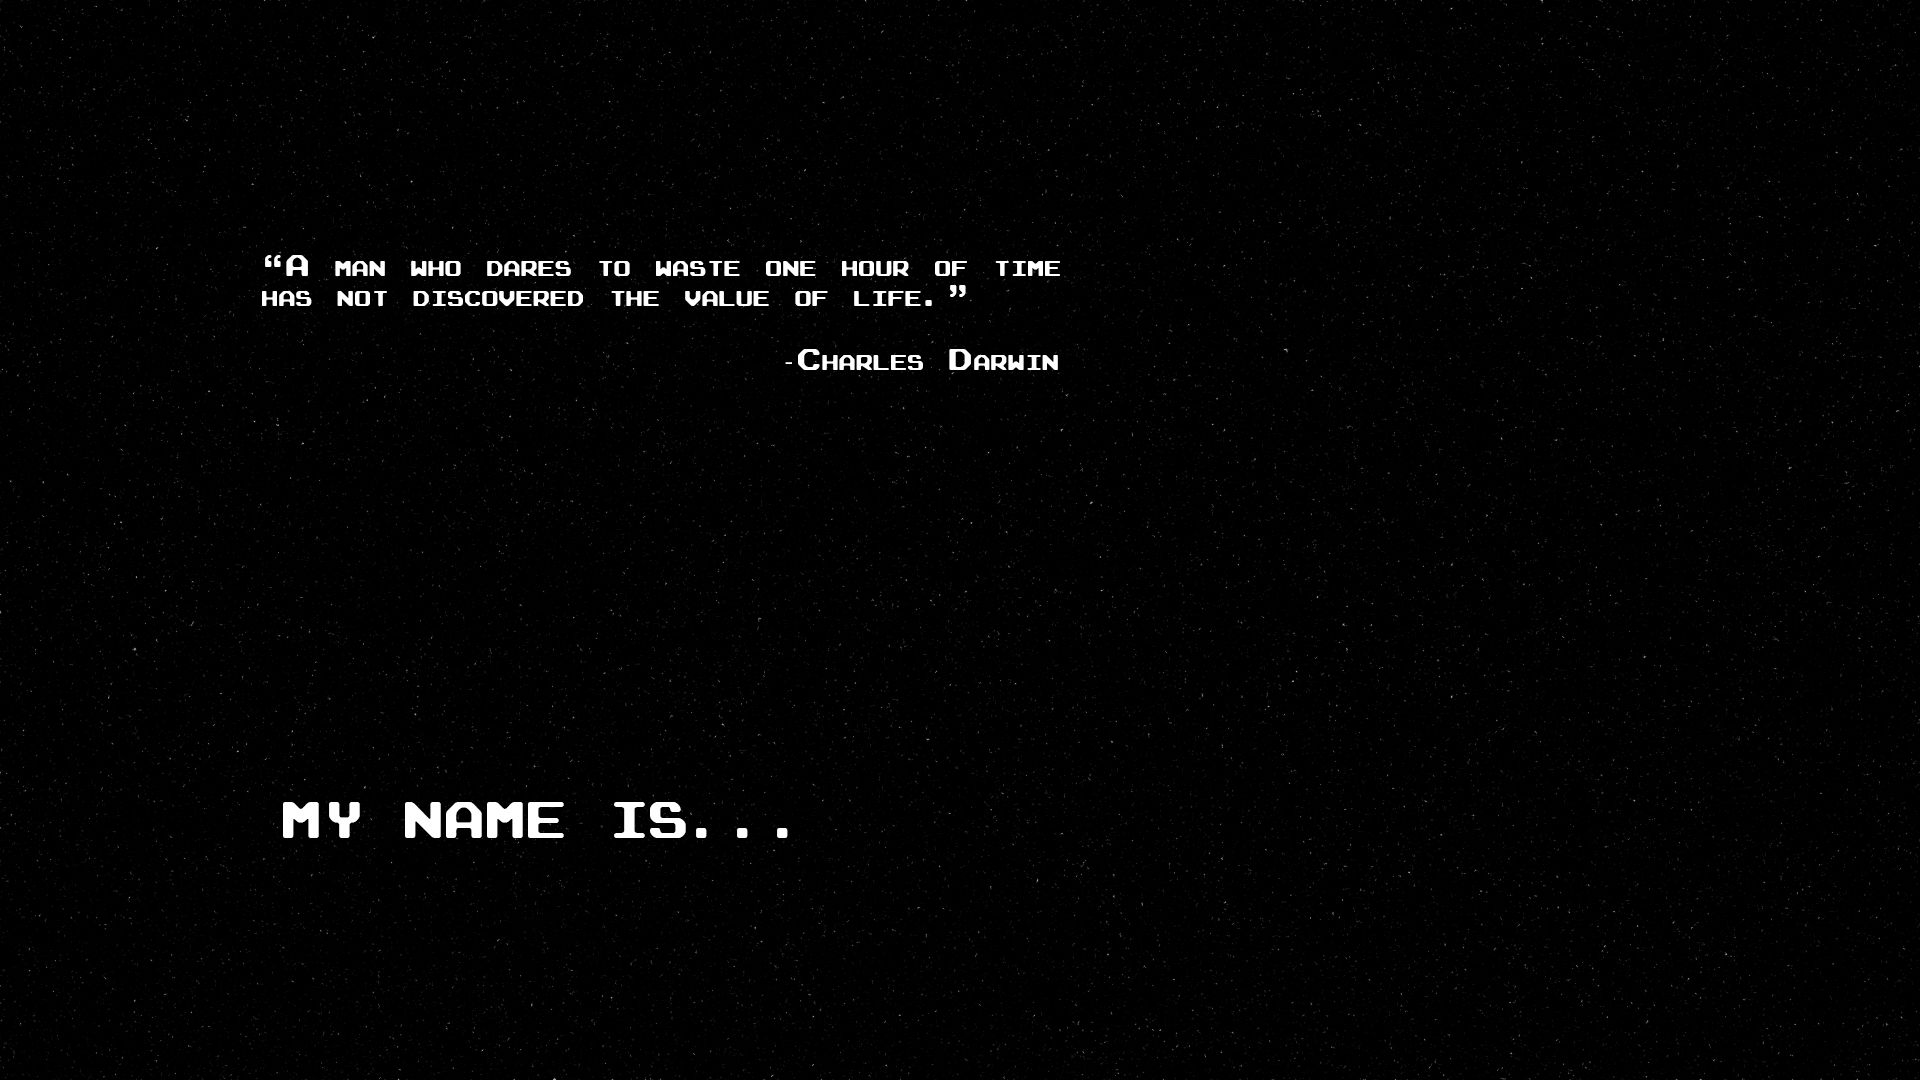 “A man who dares to waste one hour of time
has not discovered the value of life.”
-Charles Darwin
MY NAME IS...